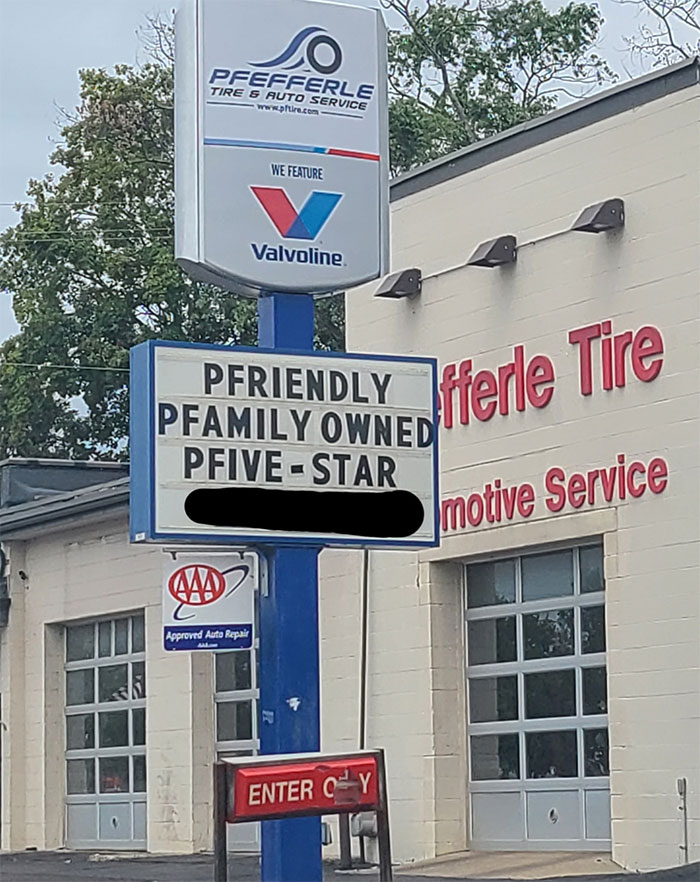 PFEFFERLE
TIRE & AUTO SERVICE
www.pftire.com
WE FEATURE
Valvoline
PFRIENDLY
PFAMILY OWNED
PFIVE-STAR
fferle Tire
motive Service
AAA
Approved Auto Repair
ENTER O Y